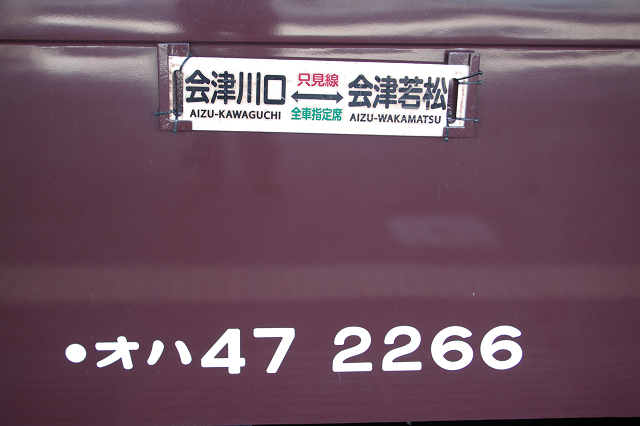 会津川口 只見線 ↔ 会津若松
AIZU-KAWAGUCHI 全車指定席 AIZU-WAKAMATSU
•オハ47 2266